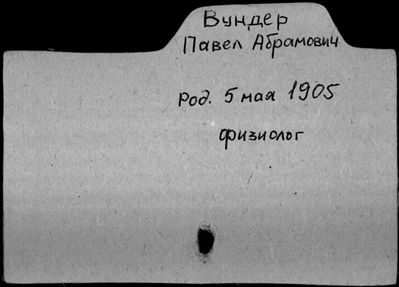 Вундер
Павел Абрамович
род. 5 мая 1905
физиолог